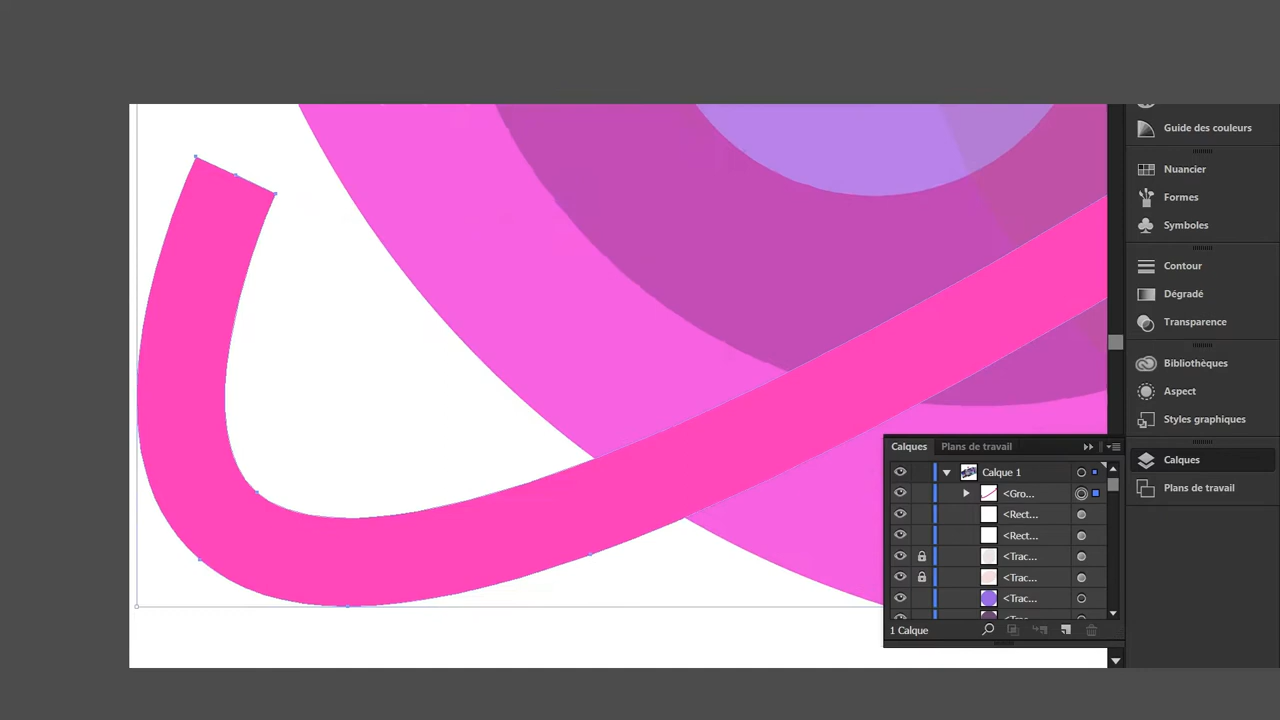 Guide des couleurs
Nuancier
Formes
Symboles
Contour
Dégradé
Transparence
Bibliothèques
Aspect
Styles graphiques
Calques
Plans de travail
Calques Plans de travail
Calque 1
<Gro...
<Rect...
<Rect...
<Trac...
<Trac...
<Trac...
<Trac...
1 Calque